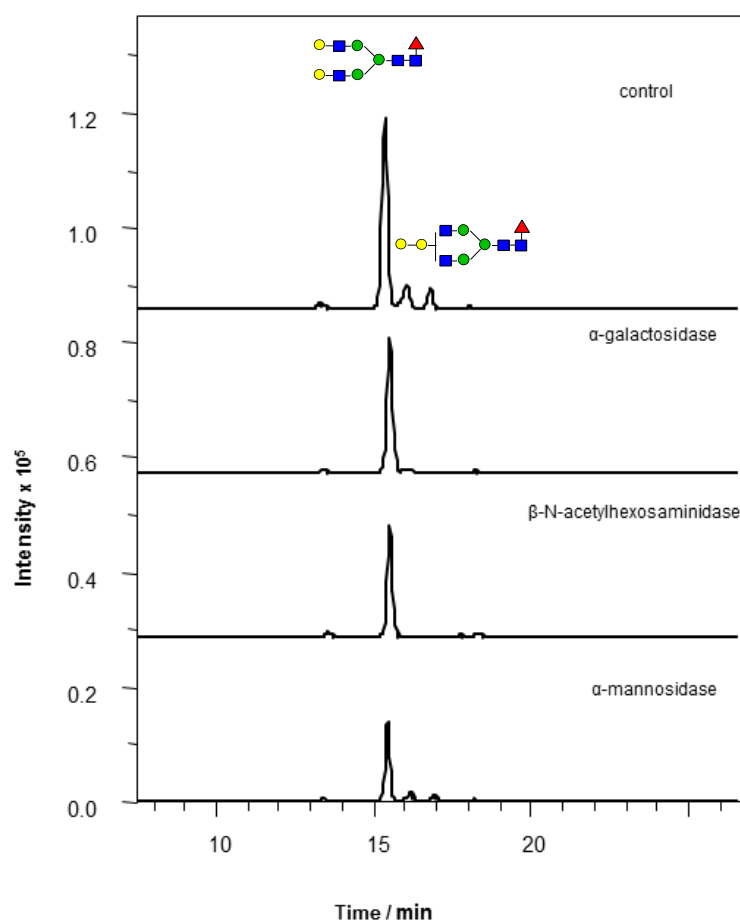 control
1.2
1.0
α-galactosidase
0.8
0.6
β-N-acetylhexosaminidase
0.4
α-mannosidase
0.2
0.0
10 15 20
Intensity x 10⁵
Time / min